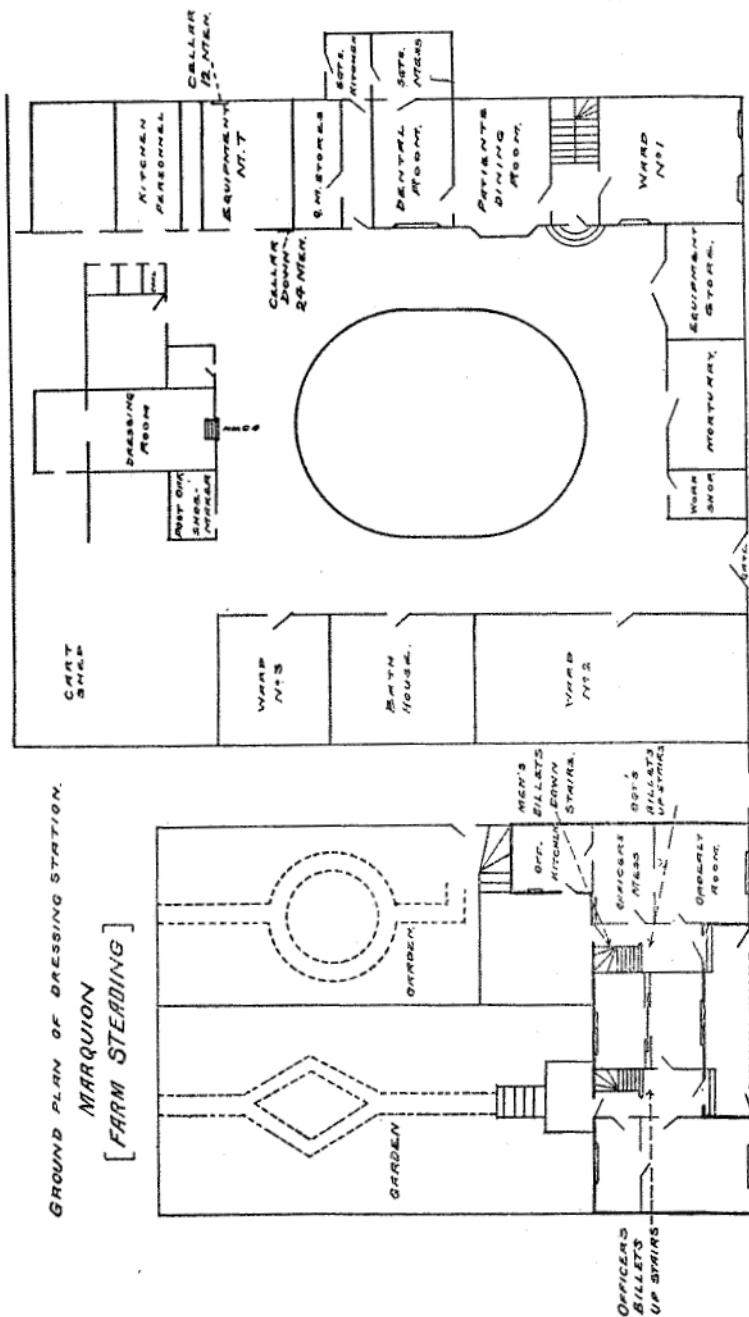 GROUND PLAN OF DRESSING STATION.
MARQUION
[FARM STEADING]
CART
SHED
DRESSING
ROOM
POST OFF.
SHOE-
MAKER
KITCHEN
PERSONNEL
CELLAR
12 MEN.
EQUIPMENT
M.T
CELLAR
DOWN
24 MEN.
Q.M. STORES
SGTS.
KITCHEN
SGTS.
MESS
DENTAL
ROOM.
PATIENTS
DINING
ROOM.
WARD
No 1
WARD
No 3
BATH
HOUSE.
WARD
No 2
EQUIPMENT
STORE.
MORTUARY.
WORK
SHOP.
GATE
GARDEN
GARDEN.
MEN'S
BILLETS
DOWN
STAIRS.
OFF.
KITCHEN
OFFICERS
MESS
BILLETS
UP STAIRS
ORDERLY
ROOM.
OFFICERS
BILLETS
UP STAIRS